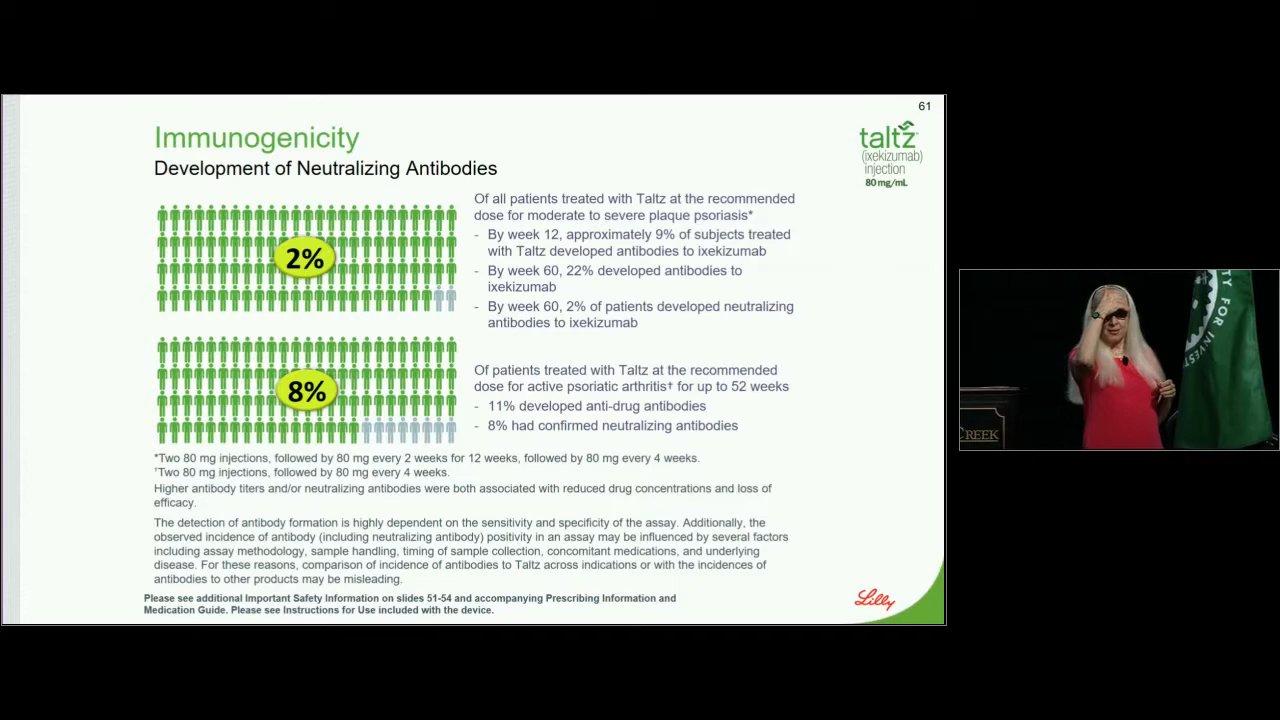 61
Immunogenicity
Development of Neutralizing Antibodies
taltz
(ixekizumab)
injection
80 mg/mL
2%
Of all patients treated with Taltz at the recommended
dose for moderate to severe plaque psoriasis*
- By week 12, approximately 9% of subjects treated
with Taltz developed antibodies to ixekizumab
- By week 60, 22% developed antibodies to
ixekizumab
- By week 60, 2% of patients developed neutralizing
antibodies to ixekizumab
8%
Of patients treated with Taltz at the recommended
dose for active psoriatic arthritis† for up to 52 weeks
- 11% developed anti-drug antibodies
- 8% had confirmed neutralizing antibodies
*Two 80 mg injections, followed by 80 mg every 2 weeks for 12 weeks, followed by 80 mg every 4 weeks.
†Two 80 mg injections, followed by 80 mg every 4 weeks.
Higher antibody titers and/or neutralizing antibodies were both associated with reduced drug concentrations and loss of
efficacy.
The detection of antibody formation is highly dependent on the sensitivity and specificity of the assay. Additionally, the
observed incidence of antibody (including neutralizing antibody) positivity in an assay may be influenced by several factors
including assay methodology, sample handling, timing of sample collection, concomitant medications, and underlying
disease. For these reasons, comparison of incidence of antibodies to Taltz across indications or with the incidences of
antibodies to other products may be misleading.
Please see additional Important Safety Information on slides 51-54 and accompanying Prescribing Information and
Medication Guide. Please see Instructions for Use included with the device.
Lilly
TY FOR INVEST
CREEK